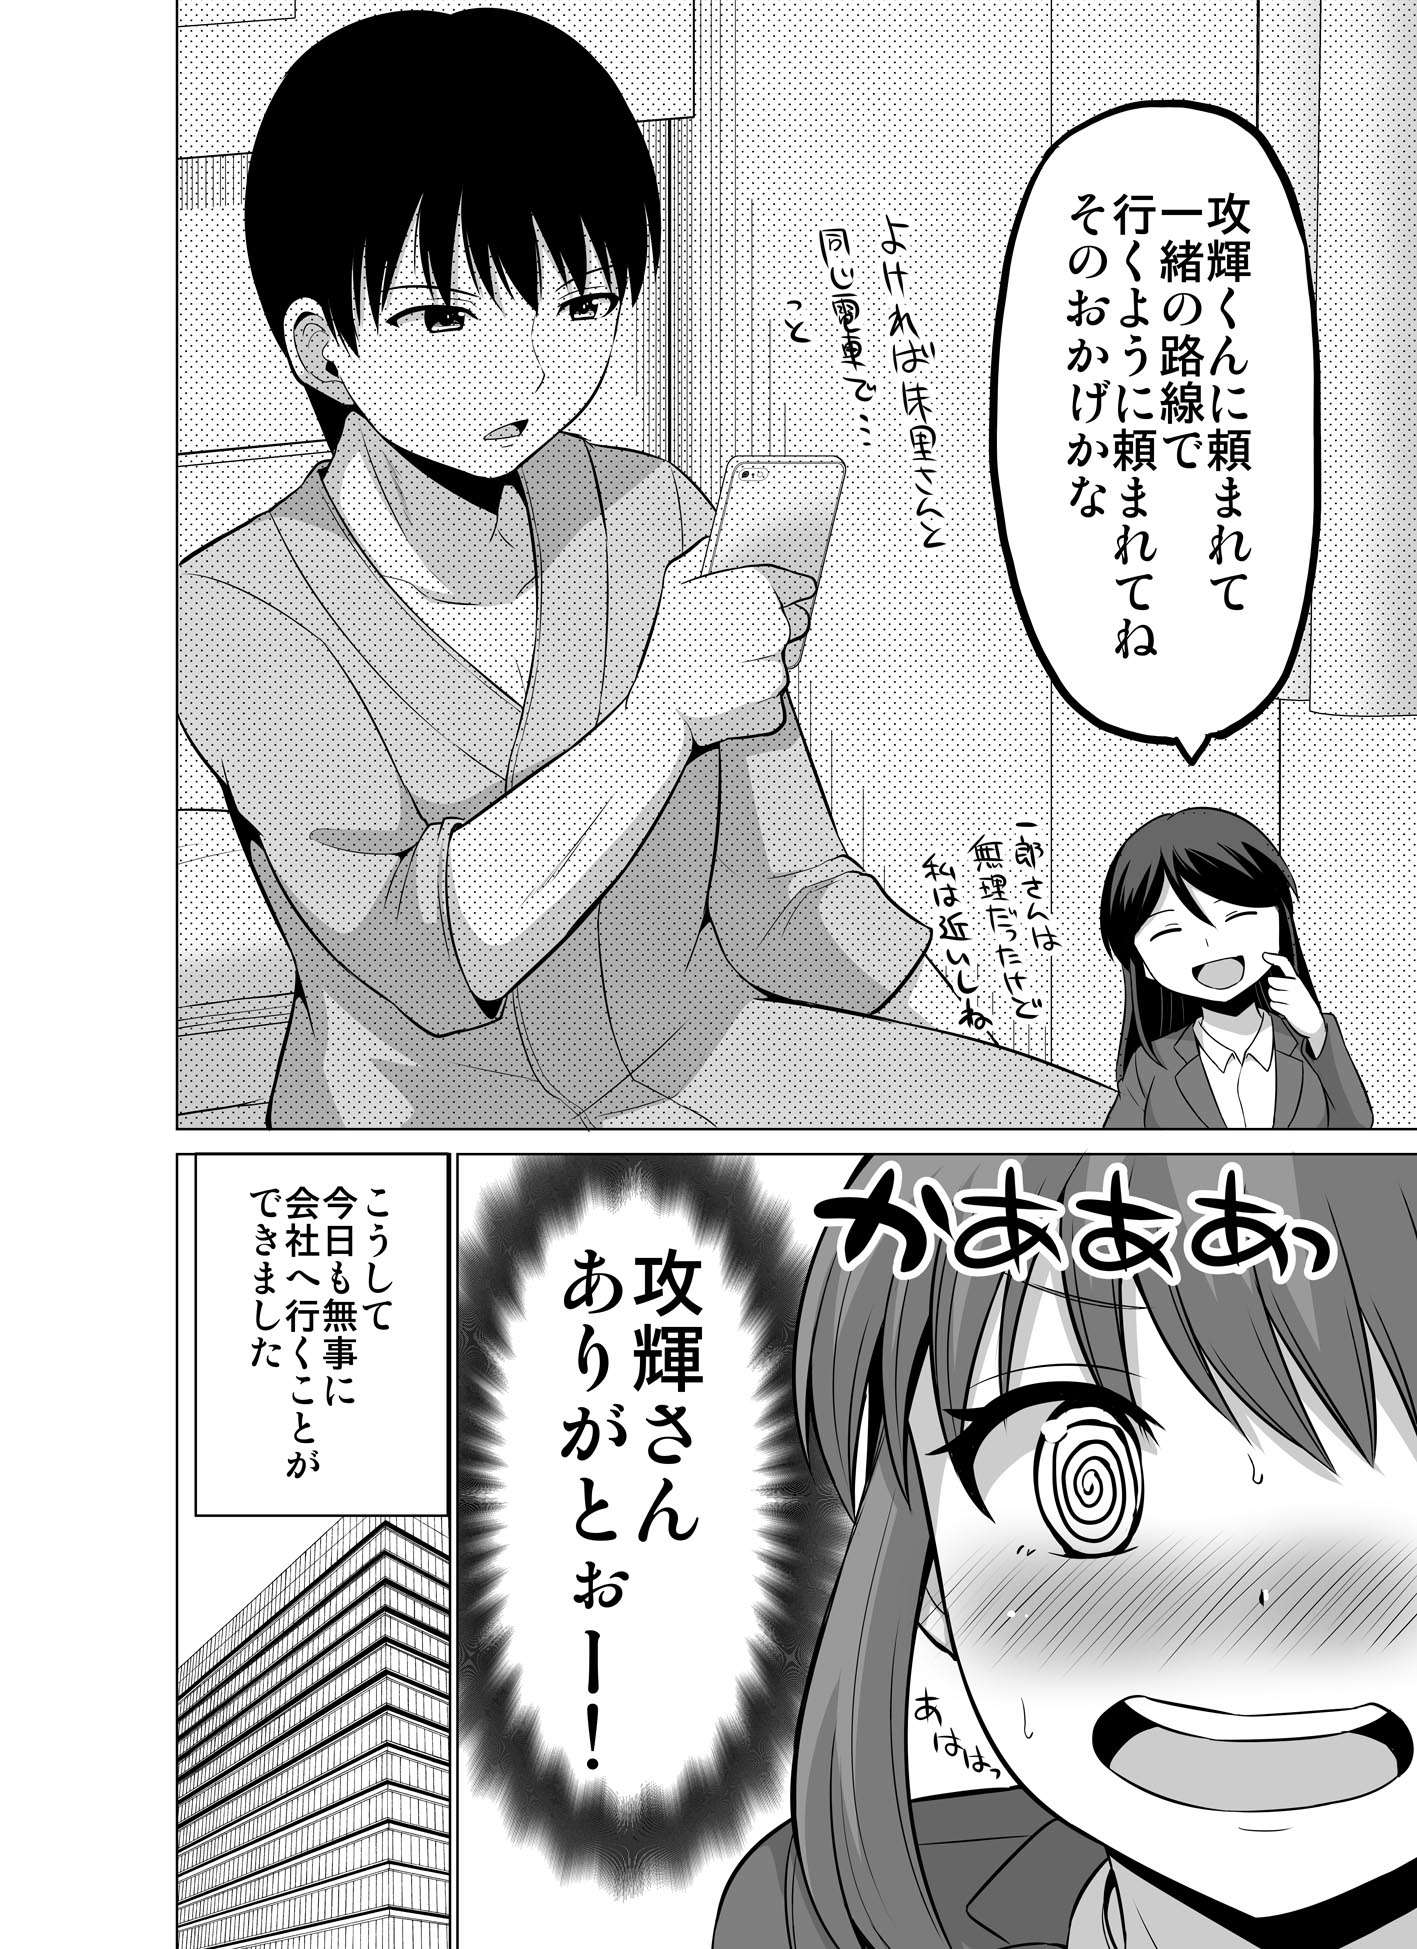 攻輝くんに頼まれて
一緒の路線で
行くように頼まれてね
そのおかげかな
よければ朱里さんと
同じ電車で…
こと
一郎さんは
無理だったけど
私は近いしね、
かあああっ
攻輝さん
ありがとぉー！
あははっ
こうして
今日も無事に
会社へ行くことが
できました